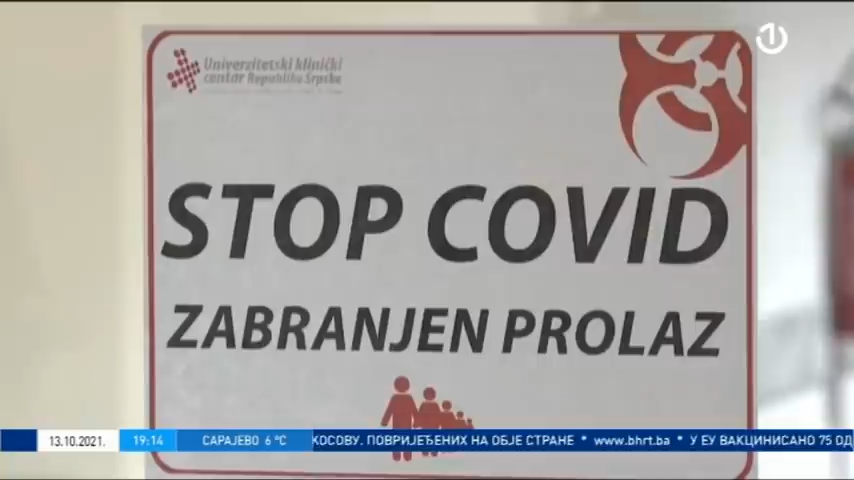 Univerzitetski klinički
centar Republike Srpske
STOP COVID
ZABRANJEN PROLAZ
13.10.2021. 19:14 САРАЈЕВО 6 °C КОСОВУ. ПОВРИЈЕЂЕНИХ НА ОБЈЕ СТРАНЕ * www.bhrt.ba * У ЕУ ВАКЦИНИСАНО 75 ОД